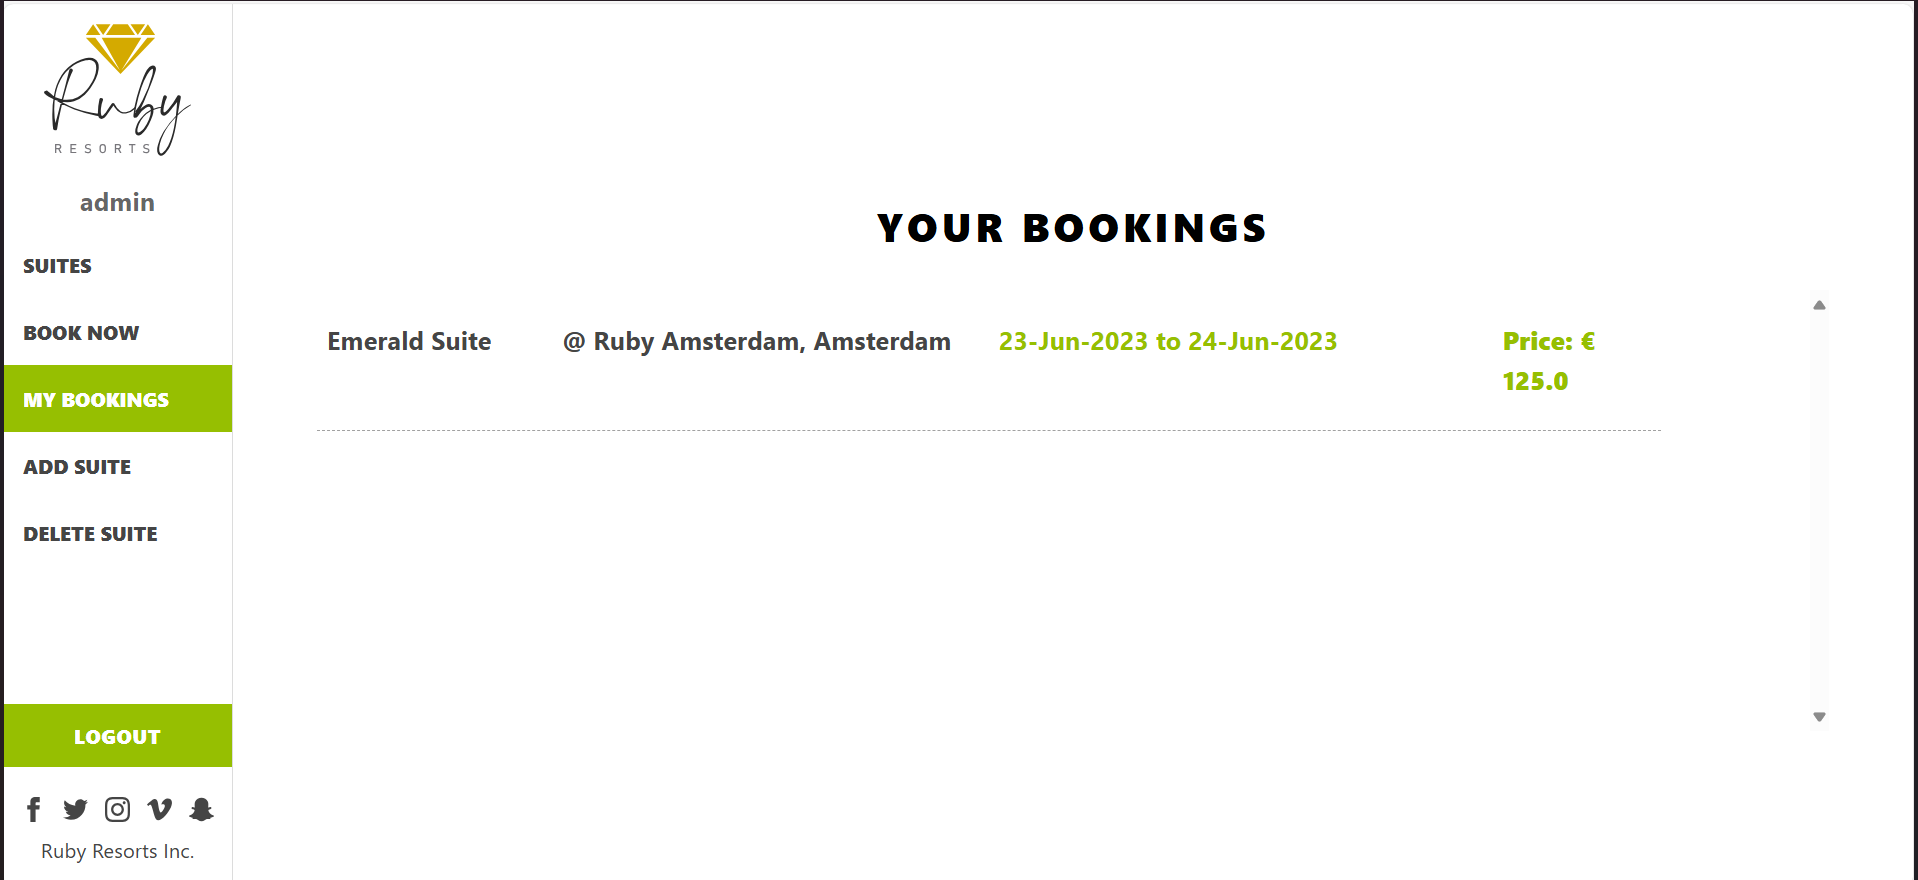 Ruby
RESORTS
admin
SUITES
BOOK NOW
MY BOOKINGS
ADD SUITE
DELETE SUITE
LOGOUT
Ruby Resorts Inc.
YOUR BOOKINGS
Emerald Suite @ Ruby Amsterdam, Amsterdam 23-Jun-2023 to 24-Jun-2023 Price: €
125.0